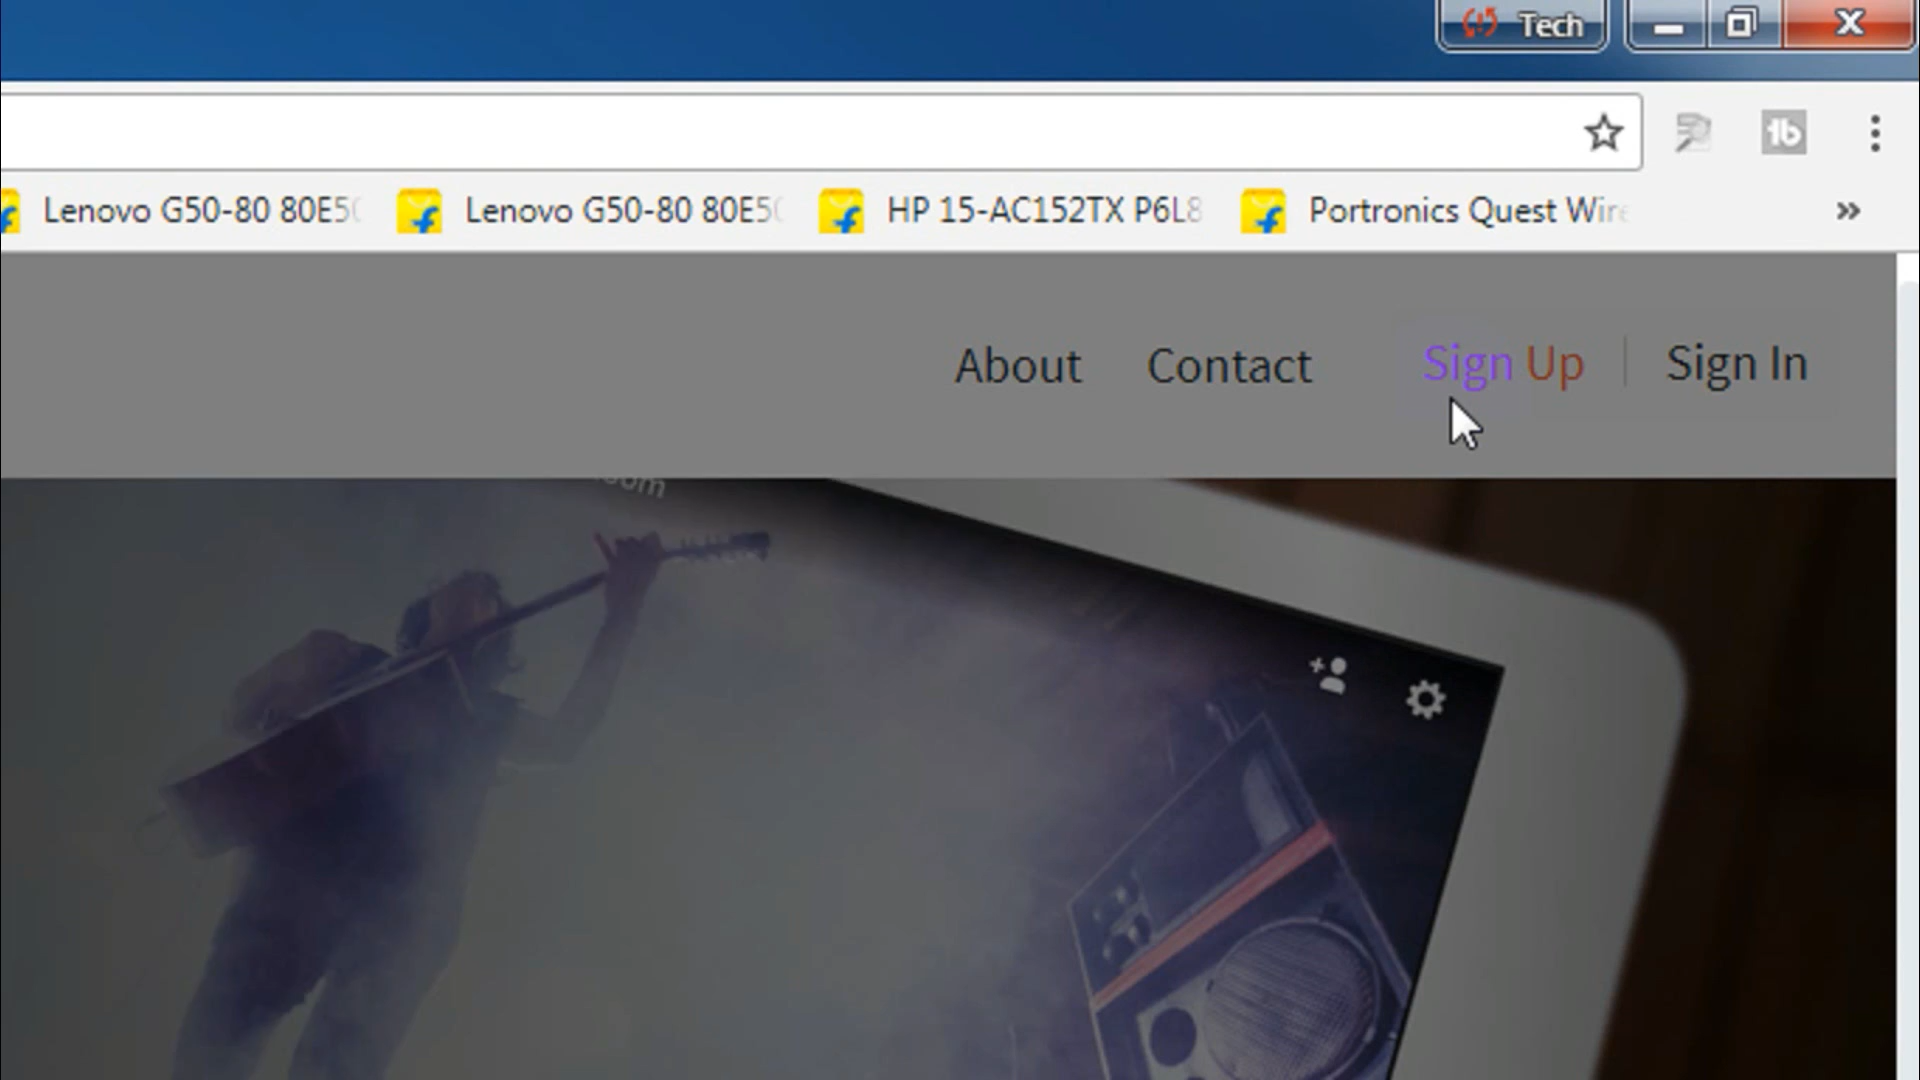 Tech
Lenovo G50-80 80E5 Lenovo G50-80 80E5 HP 15-AC152TX P6L8 Portronics Quest Wire
About Contact Sign Up Sign In